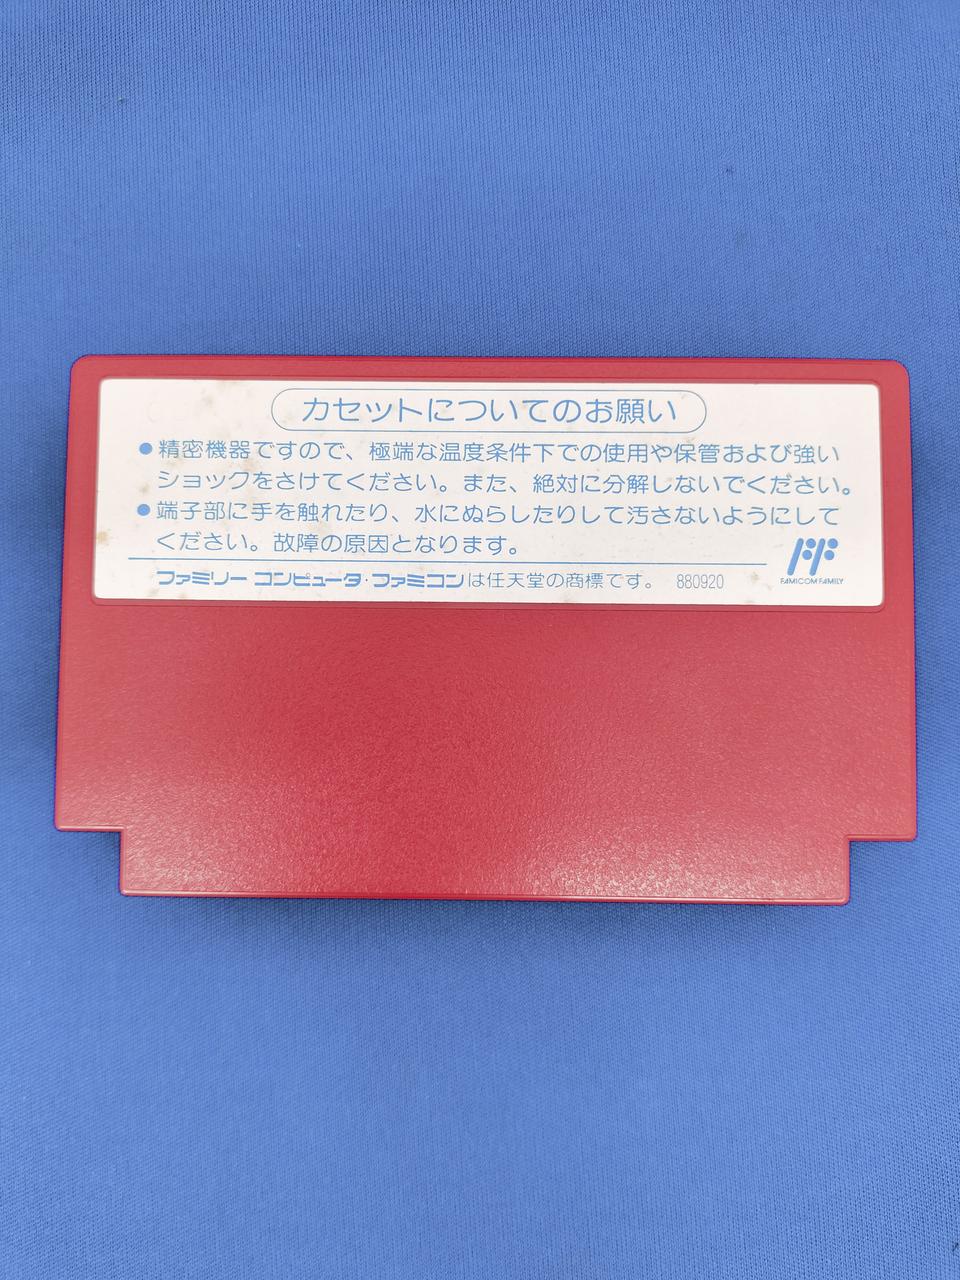 カセットについてのお願い
●精密機器ですので、極端な温度条件下での使用や保管および強い
ショックをさけてください。また、絶対に分解しないでください。
●端子部に手を触れたり、水にぬらしたりして汚さないようにして
ください。故障の原因となります。
ファミリー コンピュータ・ファミコンは任天堂の商標です。 880920
FAMICOM FAMILY